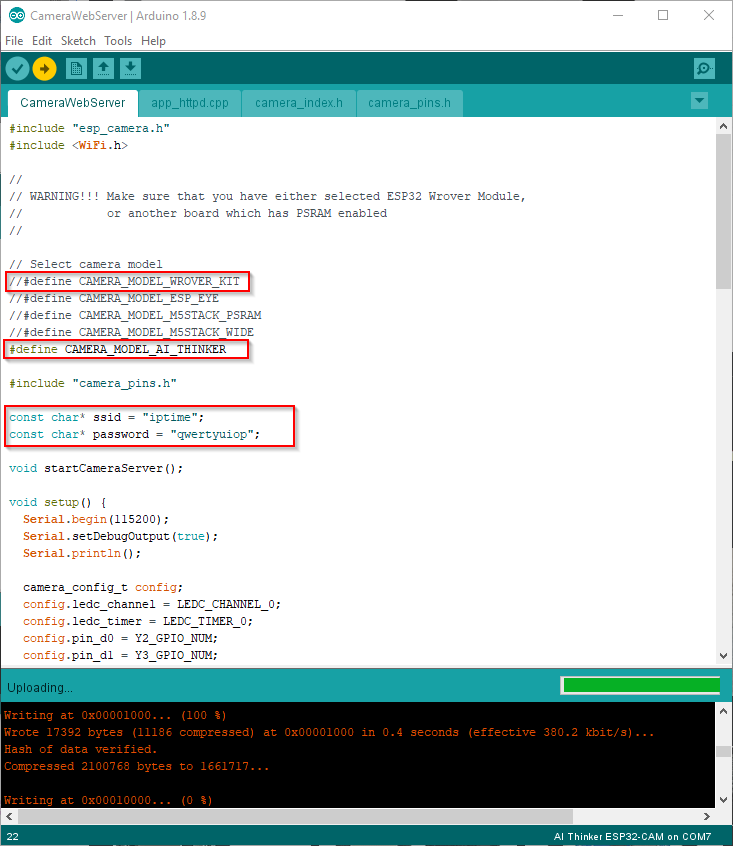 CameraWebServer | Arduino 1.8.9
File Edit Sketch Tools Help
CameraWebServer app_httpd.cpp camera_index.h camera_pins.h
#include "esp_camera.h"
#include <WiFi.h>
//
// WARNING!!! Make sure that you have either selected ESP32 Wrover Module,
//            or another board which has PSRAM enabled
//
// Select camera model
//#define CAMERA_MODEL_WROVER_KIT
//#define CAMERA_MODEL_ESP_EYE
//#define CAMERA_MODEL_M5STACK_PSRAM
//#define CAMERA_MODEL_M5STACK_WIDE
#define CAMERA_MODEL_AI_THINKER
#include "camera_pins.h"
const char* ssid = "iptime";
const char* password = "qwertyuiop";
void startCameraServer();
void setup() {
  Serial.begin(115200);
  Serial.setDebugOutput(true);
  Serial.println();
  camera_config_t config;
  config.ledc_channel = LEDC_CHANNEL_0;
  config.ledc_timer = LEDC_TIMER_0;
  config.pin_d0 = Y2_GPIO_NUM;
  config.pin_d1 = Y3_GPIO_NUM;
Uploading...
Writing at 0x00001000... (100 %)
Wrote 17392 bytes (11186 compressed) at 0x00001000 in 0.4 seconds (effective 380.2 kbit/s)...
Hash of data verified.
Compressed 2100768 bytes to 1661717...
Writing at 0x00010000... (0 %)
22 AI Thinker ESP32-CAM on COM7